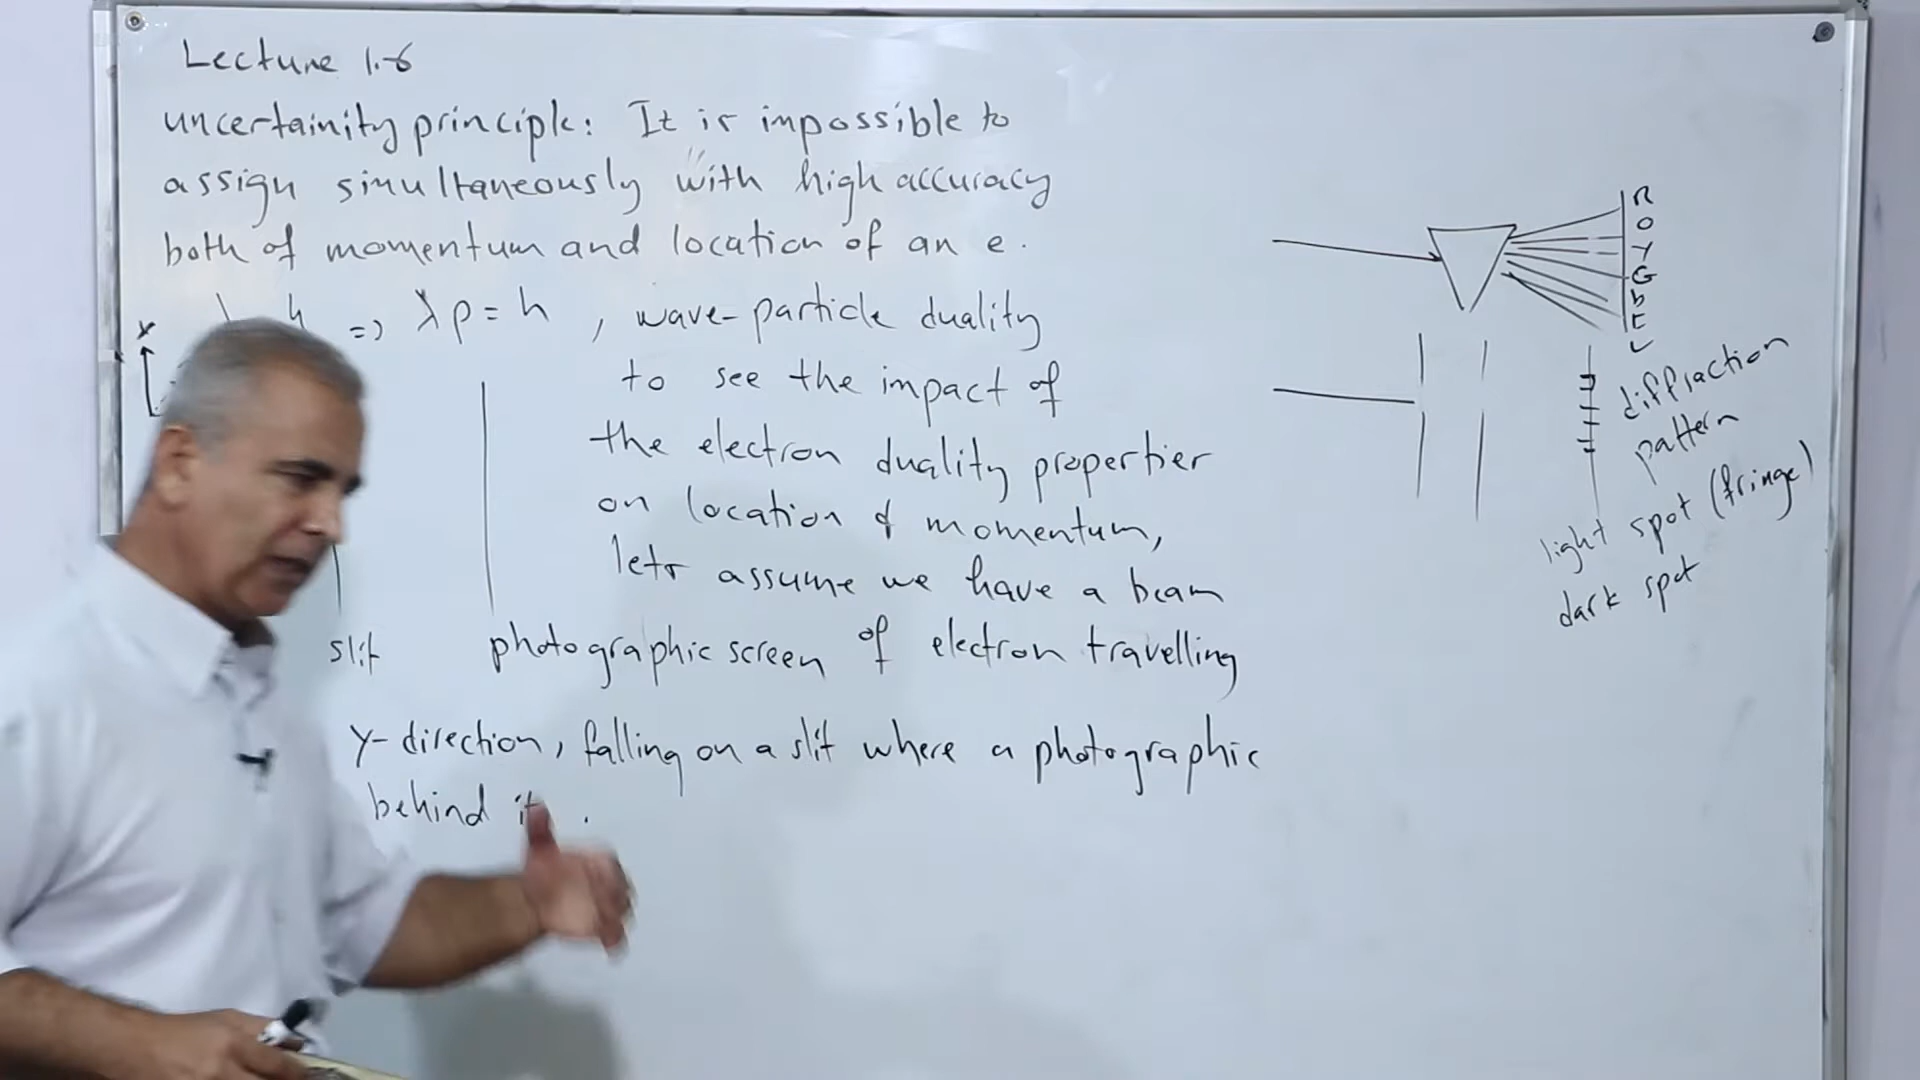 Lecture 1.6
uncertainity principle: It is impossible to
assign simultaneously with high accuracy
both of momentum and location of an e.
λ h => λp = h , wave-particle duality
to see the impact of
the electron duality properties
on location & momentum,
lets assume we have a beam
of electron travelling
y-direction, falling on a slit where a photographic
behind it.
x
slit
photographic screen
R
O
Y
G
b
I
V
diffraction
pattern
light spot (fringe)
dark spot